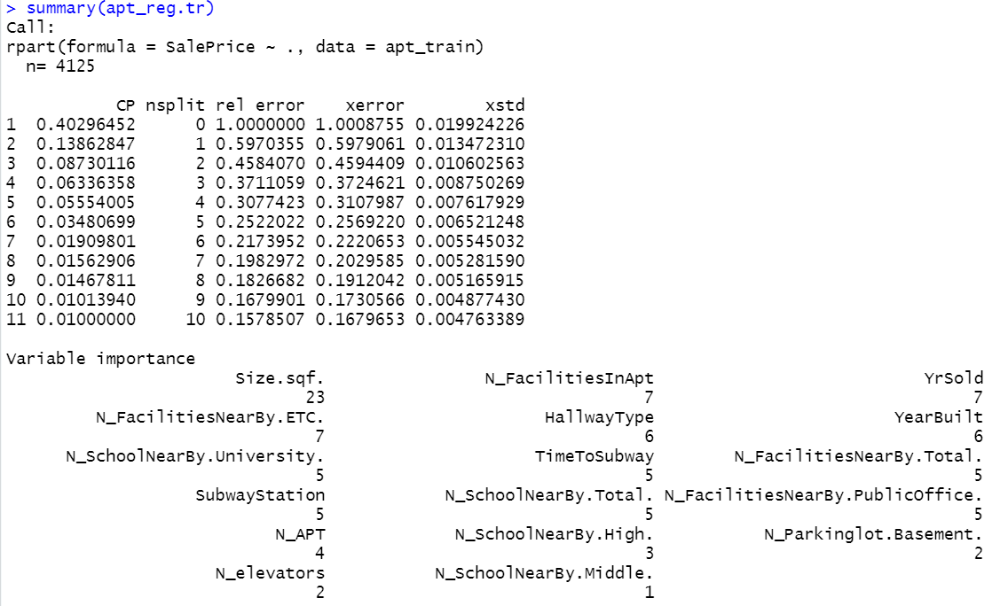 > summary(apt_reg.tr)
Call:
rpart(formula = SalePrice ~ ., data = apt_train)
  n= 4125

           CP nsplit rel error    xerror        xstd
1  0.40296452      0 1.0000000 1.0008755 0.019924226
2  0.13862847      1 0.5970355 0.5979061 0.013472310
3  0.08730116      2 0.4584070 0.4594409 0.010602563
4  0.06336358      3 0.3711059 0.3724621 0.008750269
5  0.05554005      4 0.3077423 0.3107987 0.007617929
6  0.03480699      5 0.2522022 0.2569220 0.006521248
7  0.01909801      6 0.2173952 0.2220653 0.005545032
8  0.01562906      7 0.1982972 0.2029585 0.005281590
9  0.01467811      8 0.1826682 0.1912042 0.005165915
10 0.01013940      9 0.1679901 0.1730566 0.004877430
11 0.01000000     10 0.1578507 0.1679653 0.004763389

Variable importance
Size.sqf. N_FacilitiesInApt YrSold
23 7 7
N_FacilitiesNearBy.ETC. HallwayType YearBuilt
7 6 6
N_SchoolNearBy.University. TimeToSubway N_FacilitiesNearBy.Total.
5 5 5
SubwayStation N_SchoolNearBy.Total. N_FacilitiesNearBy.PublicOffice.
5 5 5
N_APT N_SchoolNearBy.High. N_Parkinglot.Basement.
4 3 2
N_elevators N_SchoolNearBy.Middle.
2 1